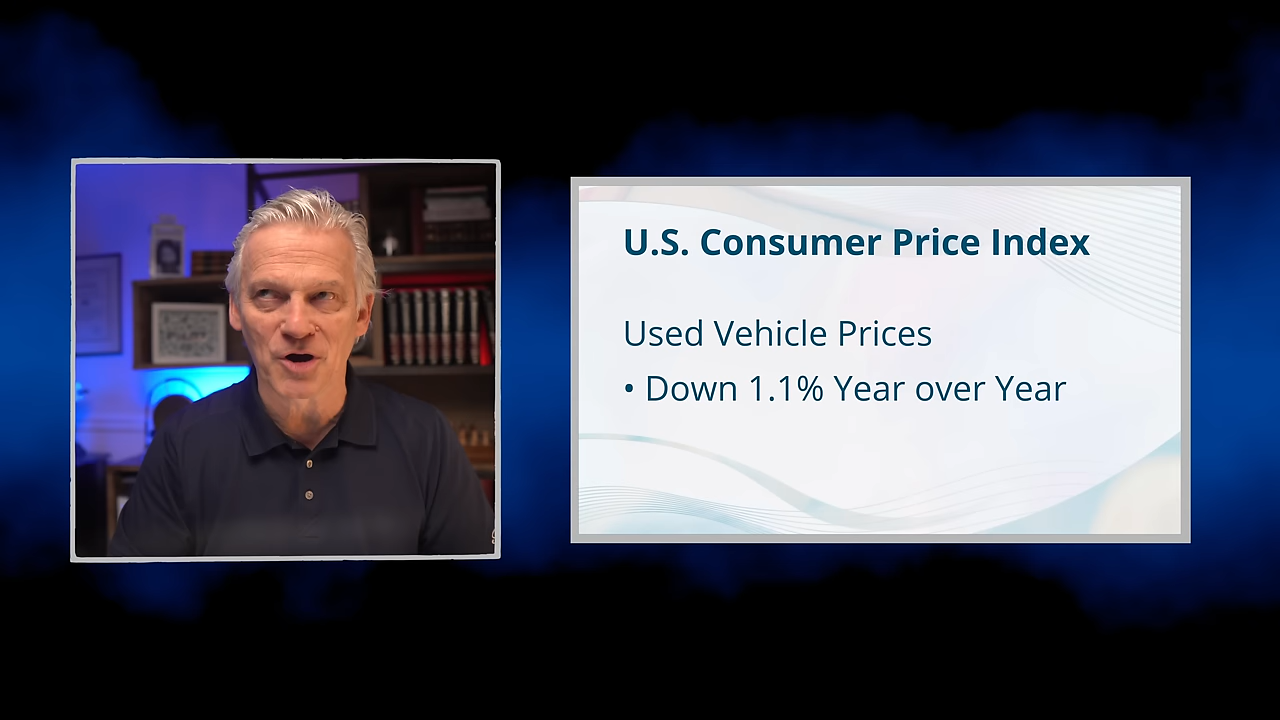 U.S. Consumer Price Index
Used Vehicle Prices
• Down 1.1% Year over Year